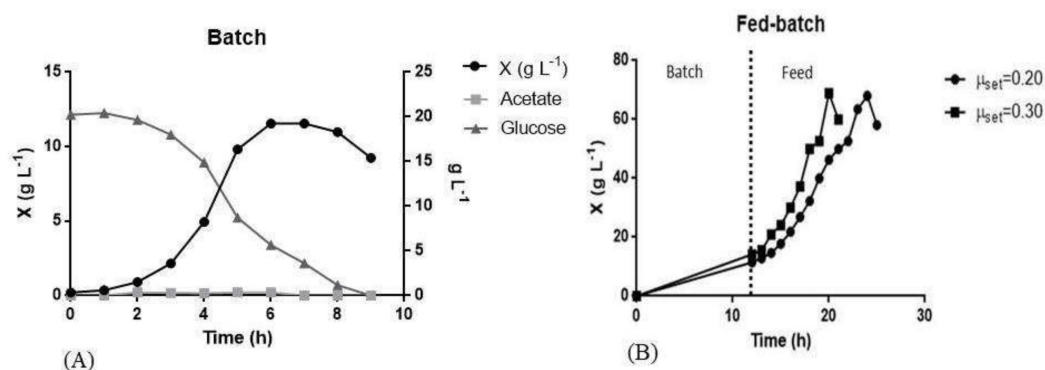 Batch
X (g L⁻¹)
15
10
5
0
0
2
4
6
8
10
Time (h)
25
20
15
10
5
0
g L⁻¹
X (g L⁻¹)
Acetate
Glucose
(A)
Fed-batch
Batch
Feed
X (g L⁻¹)
80
60
40
20
0
0
10
20
30
Time (h)
μset=0.20
μset=0.30
(B)